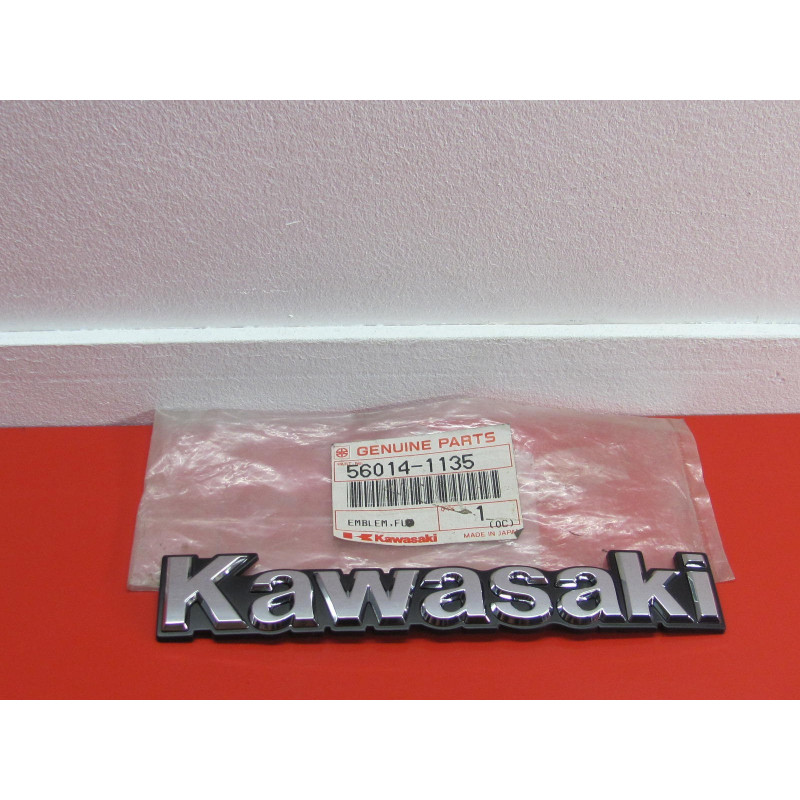 GENUINE PARTS
56014-1135
1
EMBLEM,FU
(OC)
Kawasaki
MADE IN JAPAN
Kawasaki